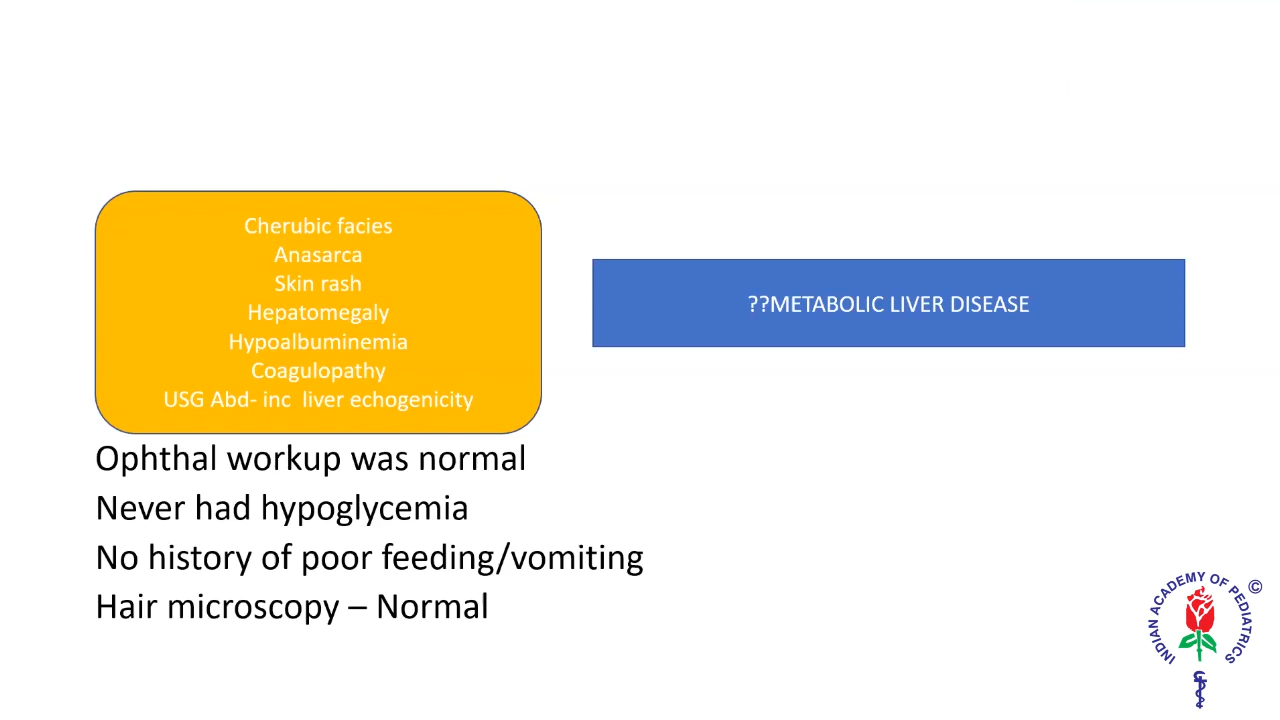 Cherubic facies
Anasarca
Skin rash
Hepatomegaly
Hypoalbuminemia
Coagulopathy
USG Abd- inc  liver echogenicity
??METABOLIC LIVER DISEASE
Ophthal workup was normal
Never had hypoglycemia
No history of poor feeding/vomiting
Hair microscopy – Normal
INDIAN ACADEMY OF PEDIATRICS
©